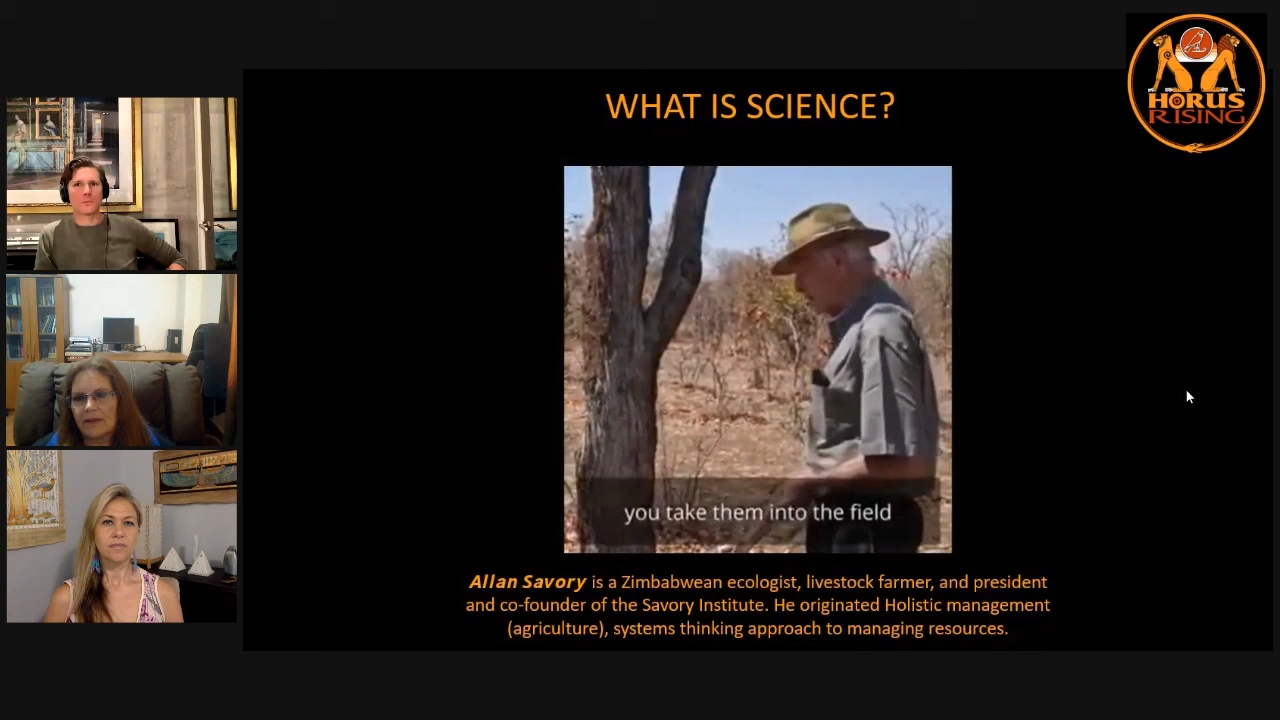 WHAT IS SCIENCE?
HORUS
RISING
you take them into the field
Allan Savory is a Zimbabwean ecologist, livestock farmer, and president
and co-founder of the Savory Institute. He originated Holistic management
(agriculture), systems thinking approach to managing resources.